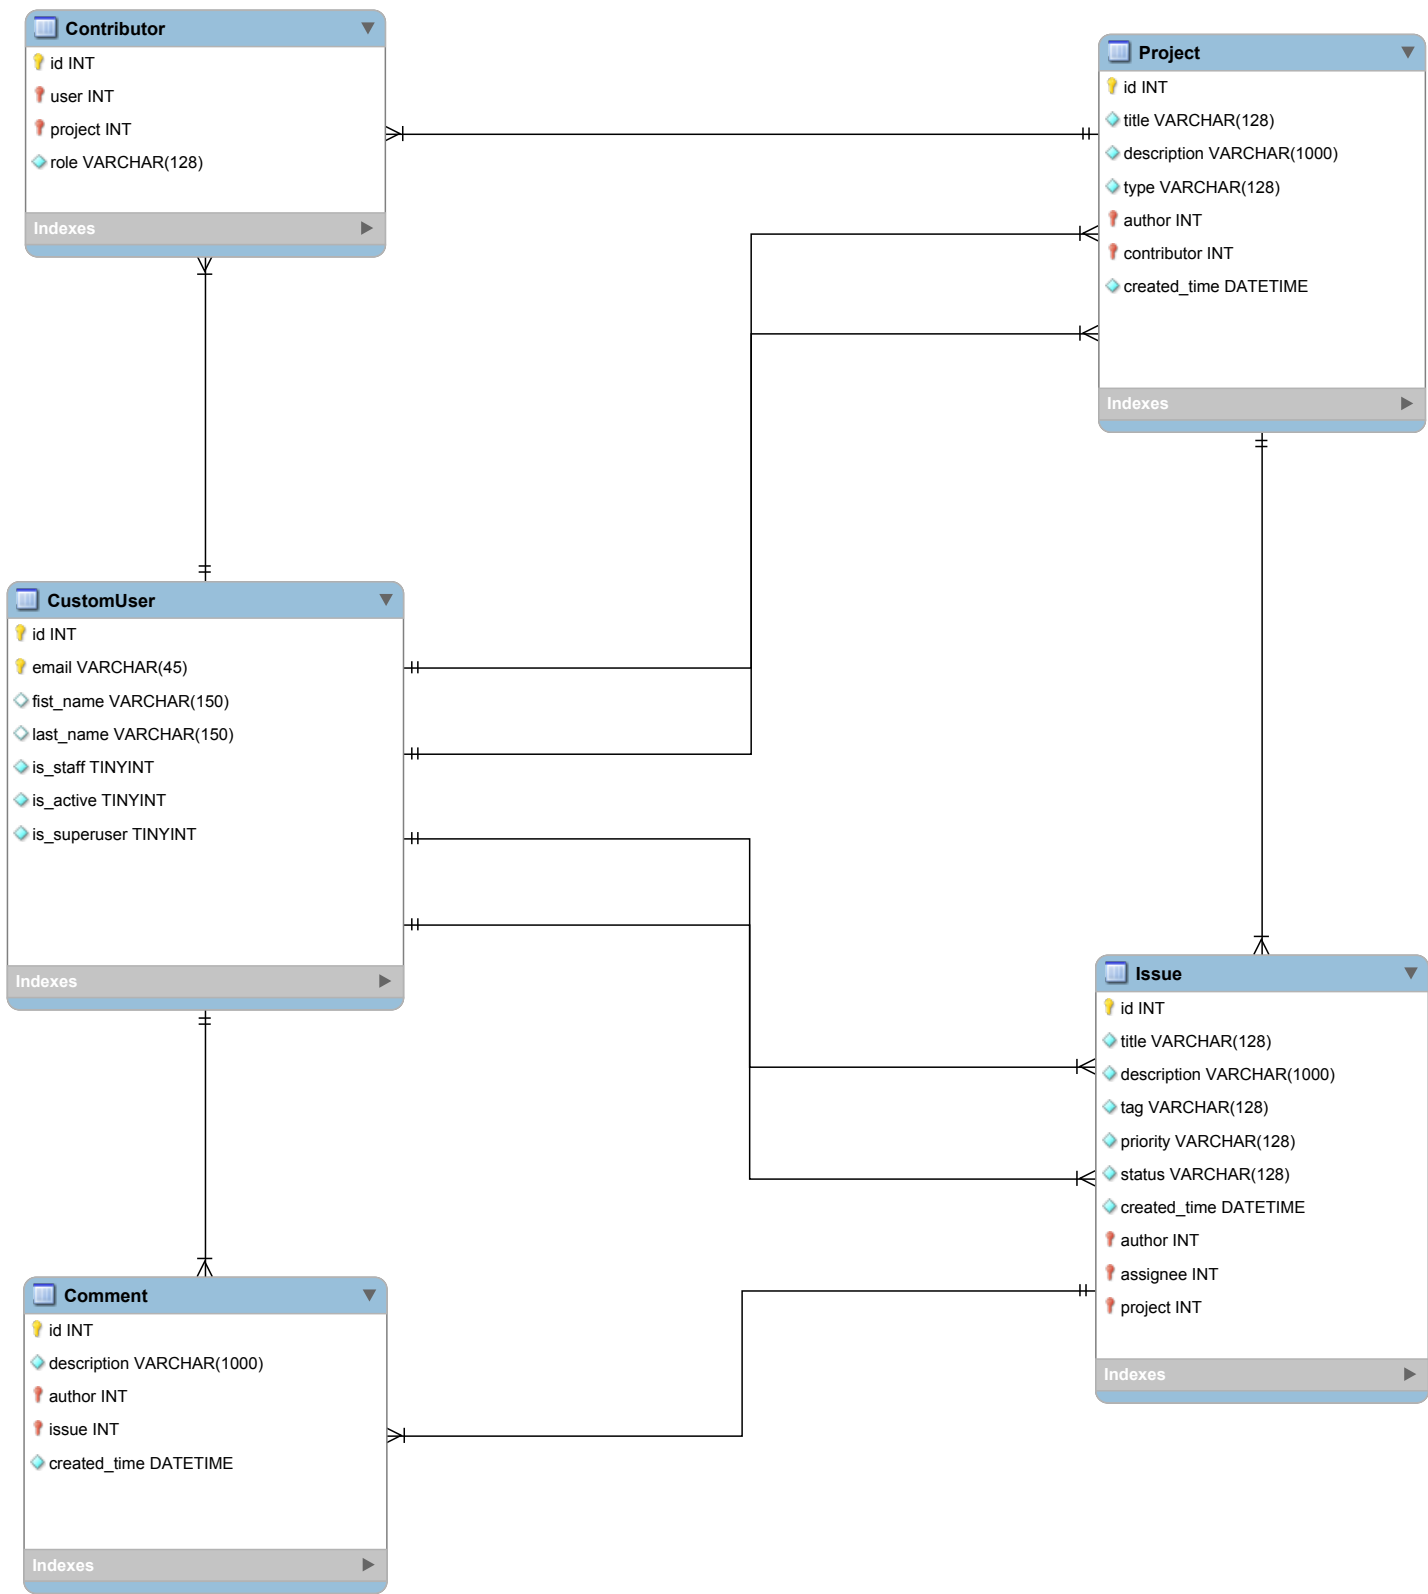 Contributor
id INT
user INT
project INT
role VARCHAR(128)
Indexes
Project
id INT
title VARCHAR(128)
description VARCHAR(1000)
type VARCHAR(128)
author INT
contributor INT
created_time DATETIME
Indexes
CustomUser
id INT
email VARCHAR(45)
fist_name VARCHAR(150)
last_name VARCHAR(150)
is_staff TINYINT
is_active TINYINT
is_superuser TINYINT
Indexes
Issue
id INT
title VARCHAR(128)
description VARCHAR(1000)
tag VARCHAR(128)
priority VARCHAR(128)
status VARCHAR(128)
created_time DATETIME
author INT
assignee INT
project INT
Indexes
Comment
id INT
description VARCHAR(1000)
author INT
issue INT
created_time DATETIME
Indexes